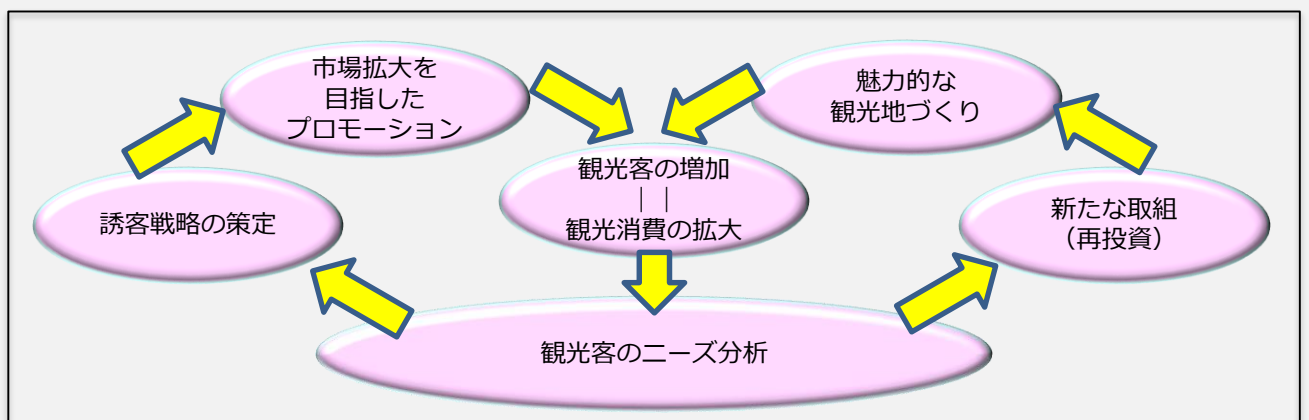 市場拡大を
目指した
プロモーション
魅力的な
観光地づくり
観光客の増加
||
観光消費の拡大
誘客戦略の策定
新たな取組
（再投資）
観光客のニーズ分析